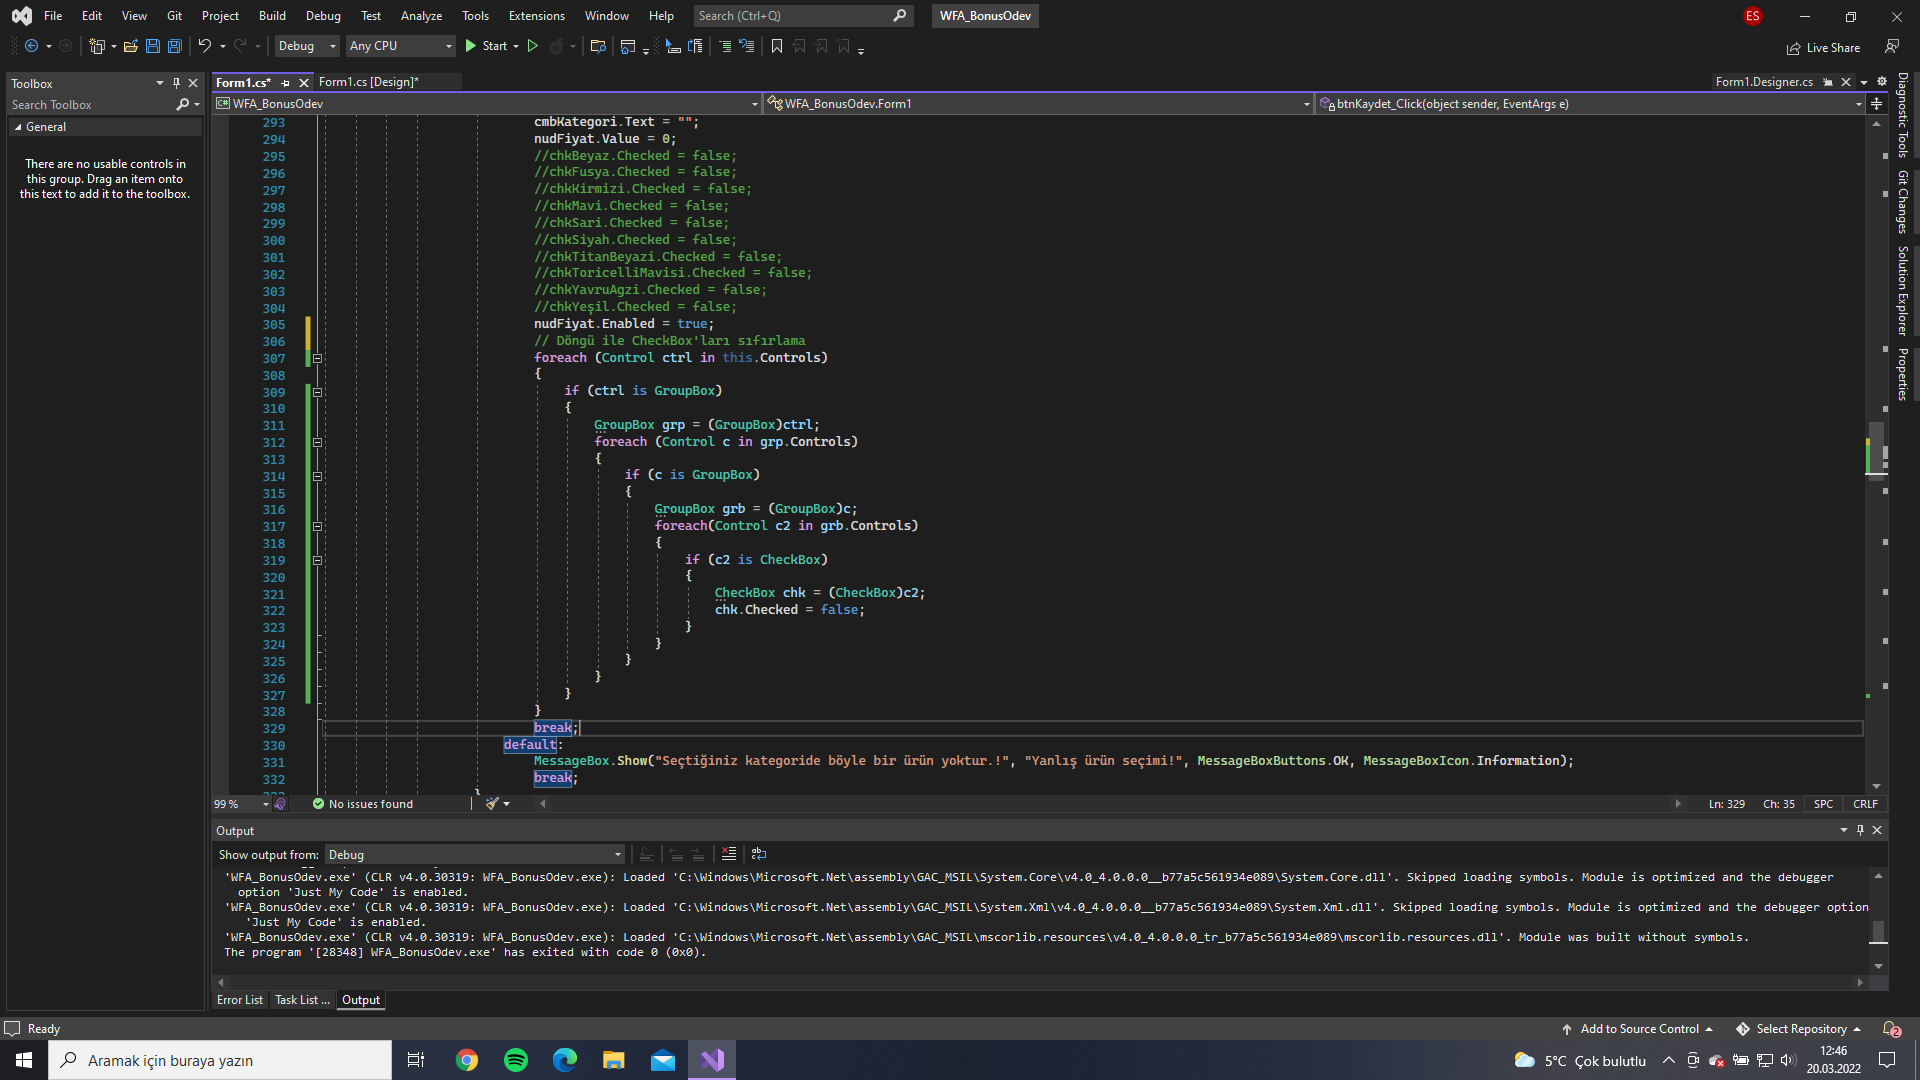 File Edit View Git Project Build Debug Test Analyze Tools Extensions Window Help Search (Ctrl+Q) WFA_BonusOdev ES
Debug Any CPU Start Live Share
Toolbox
Search Toolbox
General
There are no usable controls in
this group. Drag an item onto
this text to add it to the toolbox.
Form1.cs* Form1.cs [Design]* Form1.Designer.cs
WFA_BonusOdev WFA_BonusOdev.Form1 btnKaydet_Click(object sender, EventArgs e)
293 cmbKategori.Text = "";
294 nudFiyat.Value = 0;
295 //chkBeyaz.Checked = false;
296 //chkFusya.Checked = false;
297 //chkKirmizi.Checked = false;
298 //chkMavi.Checked = false;
299 //chkSari.Checked = false;
300 //chkSiyah.Checked = false;
301 //chkTitanBeyazi.Checked = false;
302 //chkToricelliMavisi.Checked = false;
303 //chkYavruAgzi.Checked = false;
304 //chkYeşil.Checked = false;
305 nudFiyat.Enabled = true;
306 // Döngü ile CheckBox'ları sıfırlama
307 foreach (Control ctrl in this.Controls)
308 {
309 if (ctrl is GroupBox)
310 {
311 GroupBox grp = (GroupBox)ctrl;
312 foreach (Control c in grp.Controls)
313 {
314 if (c is GroupBox)
315 {
316 GroupBox grb = (GroupBox)c;
317 foreach(Control c2 in grb.Controls)
318 {
319 if (c2 is CheckBox)
320 {
321 CheckBox chk = (CheckBox)c2;
322 chk.Checked = false;
323 }
324 }
325 }
326 }
327 }
328 }
329 break;
330 default:
331 MessageBox.Show("Seçtiğiniz kategoride böyle bir ürün yoktur.!", "Yanlış ürün seçimi!", MessageBoxButtons.OK, MessageBoxIcon.Information);
332 break;
99 % No issues found Ln: 329 Ch: 35 SPC CRLF
Output
Show output from: Debug
'WFA_BonusOdev.exe' (CLR v4.0.30319: WFA_BonusOdev.exe): Loaded 'C:\Windows\Microsoft.Net\assembly\GAC_MSIL\System.Core\v4.0_4.0.0.0__b77a5c561934e089\System.Core.dll'. Skipped loading symbols. Module is optimized and the debugger
option 'Just My Code' is enabled.
'WFA_BonusOdev.exe' (CLR v4.0.30319: WFA_BonusOdev.exe): Loaded 'C:\Windows\Microsoft.Net\assembly\GAC_MSIL\System.Xml\v4.0_4.0.0.0__b77a5c561934e089\System.Xml.dll'. Skipped loading symbols. Module is optimized and the debugger option
'Just My Code' is enabled.
'WFA_BonusOdev.exe' (CLR v4.0.30319: WFA_BonusOdev.exe): Loaded 'C:\Windows\Microsoft.Net\assembly\GAC_MSIL\mscorlib.resources\v4.0_4.0.0.0_tr_b77a5c561934e089\mscorlib.resources.dll'. Module was built without symbols.
The program '[28348] WFA_BonusOdev.exe' has exited with code 0 (0x0).
Error List Task List ... Output
Diagnostic Tools
Git Changes
Solution Explorer
Properties
Ready Add to Source Control Select Repository 2
Aramak için buraya yazın 5°C Çok bulutlu 12:46
20.03.2022